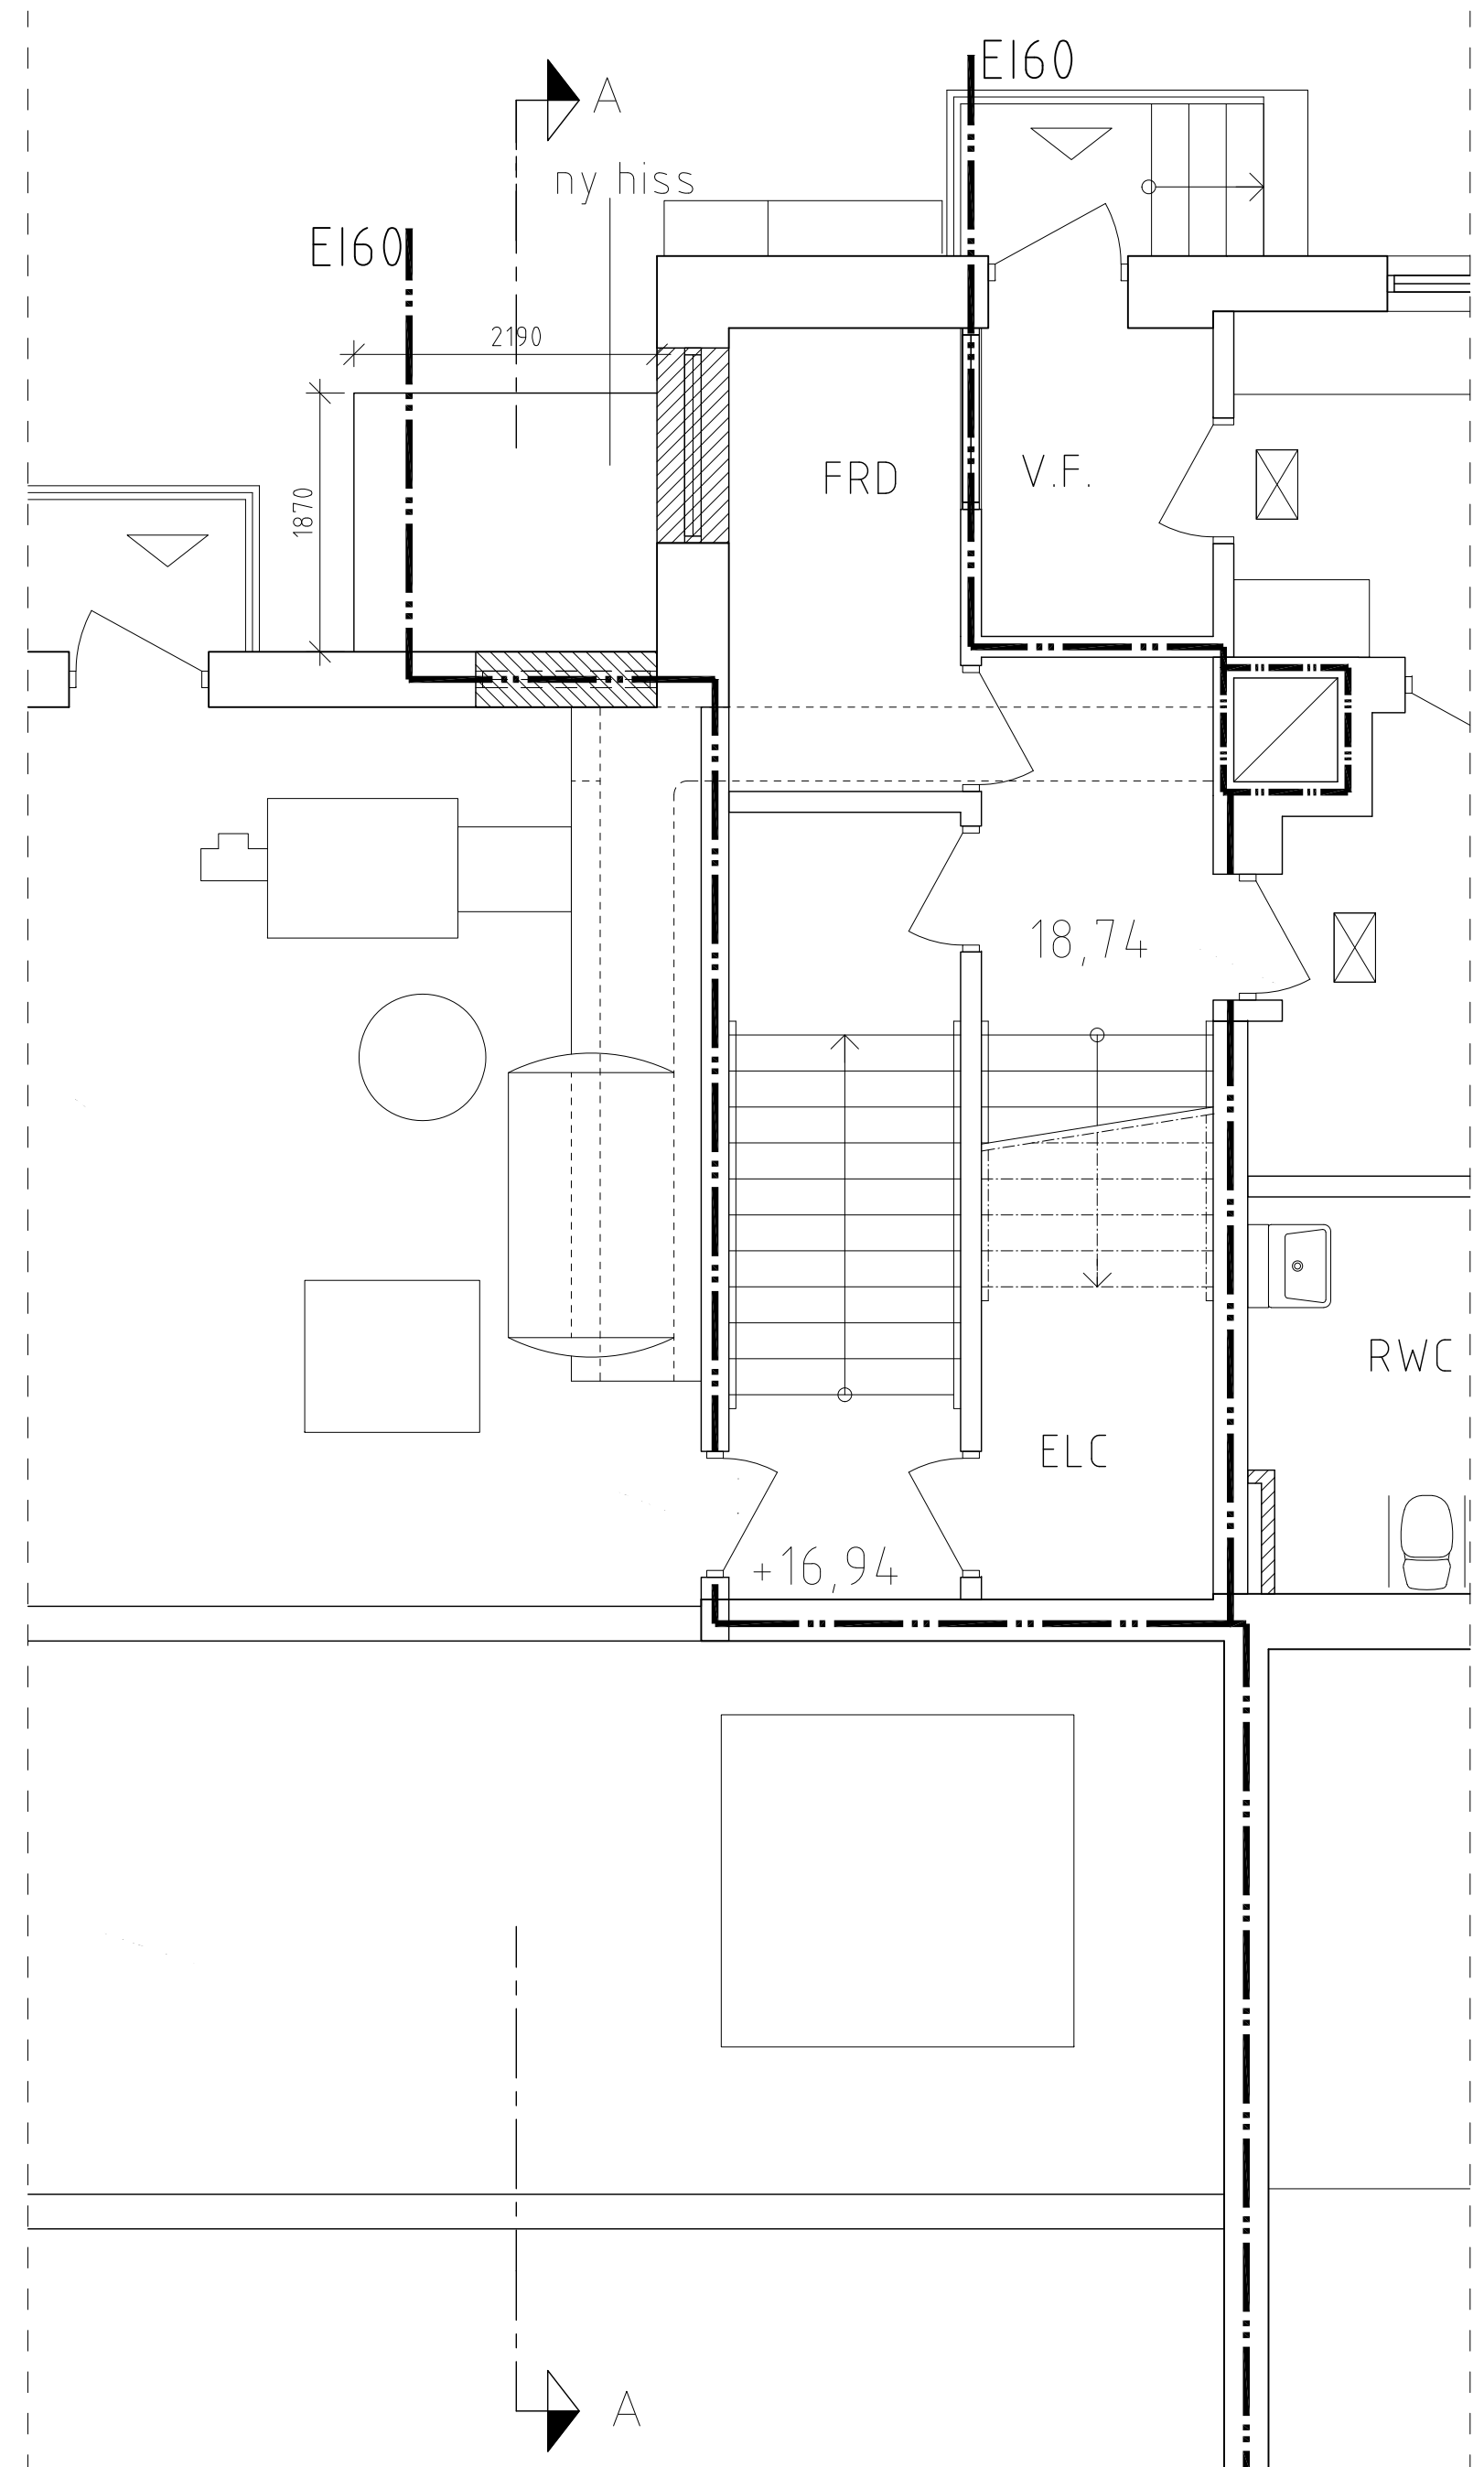 EI60
A
ny hiss
EI60
2190
1870
FRD
V.F.
18,74
RWC
ELC
+16,94
A